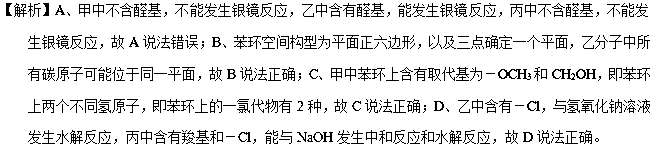 【解析】A、甲中不含醛基，不能发生银镜反应，乙中含有醛基，能发生银镜反应，丙中不含醛基，不能发
生银镜反应，故 A 说法错误；B、苯环空间构型为平面正六边形，以及三点确定一个平面，乙分子中所
有碳原子可能位于同一平面，故 B 说法正确；C、甲中苯环上含有取代基为－OCH₃和 CH₂OH，即苯环
上两个不同氢原子，即苯环上的一氯代物有 2 种，故 C 说法正确；D、乙中含有－Cl，与氢氧化钠溶液
发生水解反应，丙中含有羧基和－Cl，能与 NaOH 发生中和反应和水解反应，故 D 说法正确。